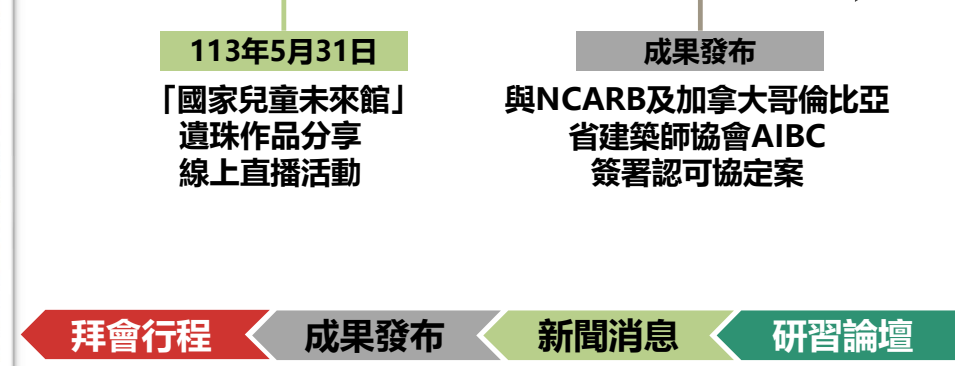 113年5月31日
「國家兒童未來館」
遺珠作品分享
線上直播活動
成果發布
與NCARB及加拿大哥倫比亞
省建築師協會AIBC
簽署認可協定案
拜會行程
成果發布
新聞消息
研習論壇